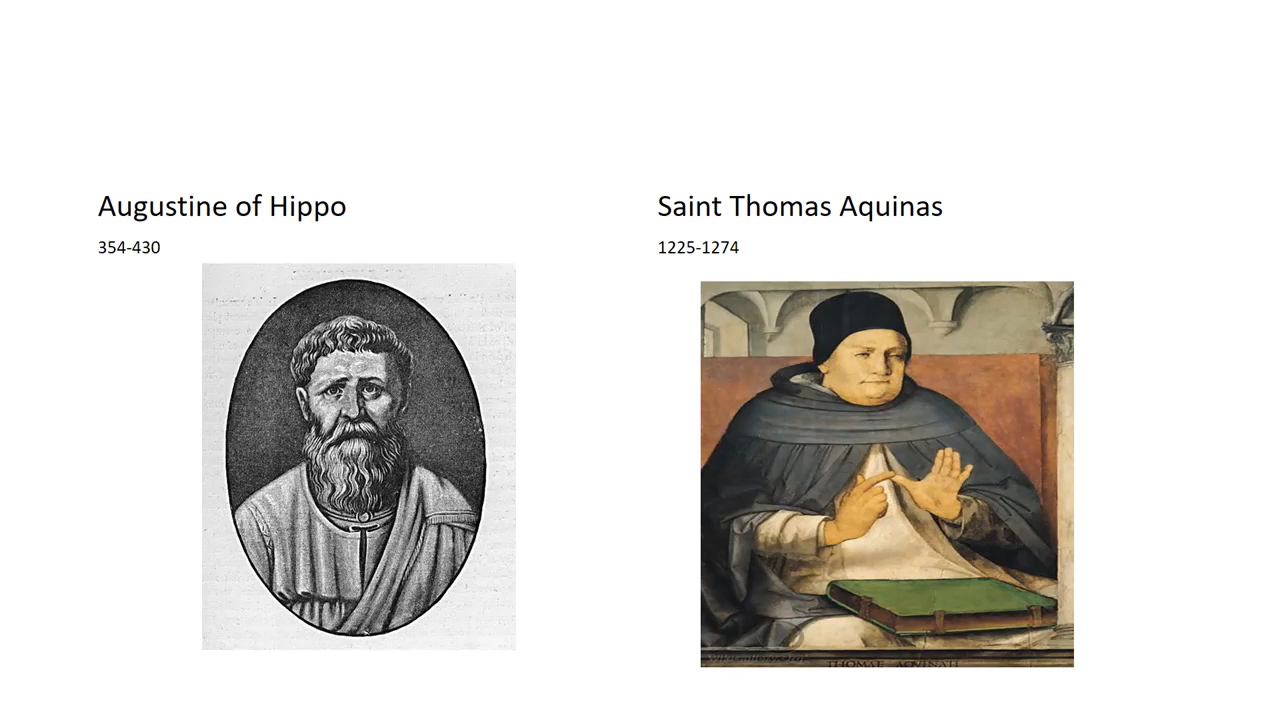 Augustine of Hippo
354-430
Saint Thomas Aquinas
1225-1274
THOMAE AQVINATI